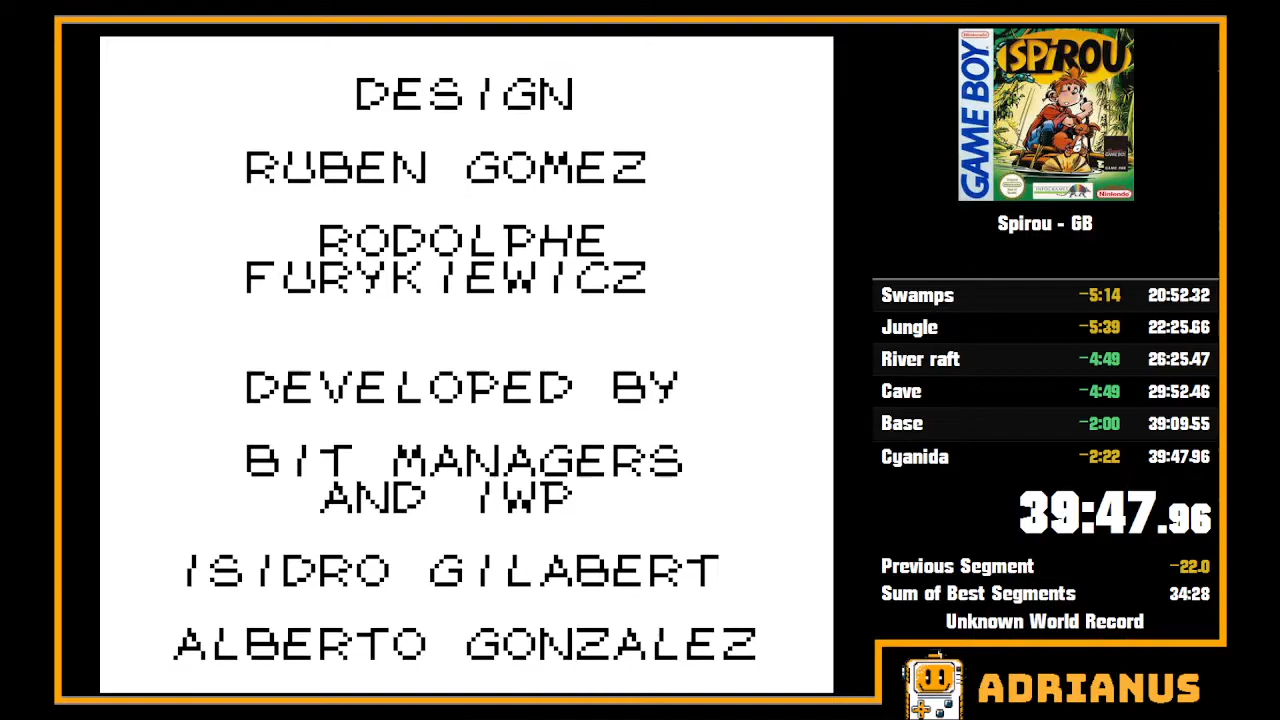 DESIGN
RUBEN GOMEZ
RODOLPHE
FURYKIEWICZ
DEVELOPED BY
BIT MANAGERS
AND IWP
ISIDRO GILABERT
ALBERTO GONZALEZ
Nintendo
GAME BOY
SPIROU
INFOGRAMES
Nintendo
Spirou - GB
Swamps -5:14 20:52.32
Jungle -5:39 22:25.66
River raft -4:49 26:25.47
Cave -4:49 29:52.46
Base -2:00 39:09.55
Cyanida -2:22 39:47.96
39:47.96
Previous Segment -22.0
Sum of Best Segments 34:28
Unknown World Record
ADRIANUS